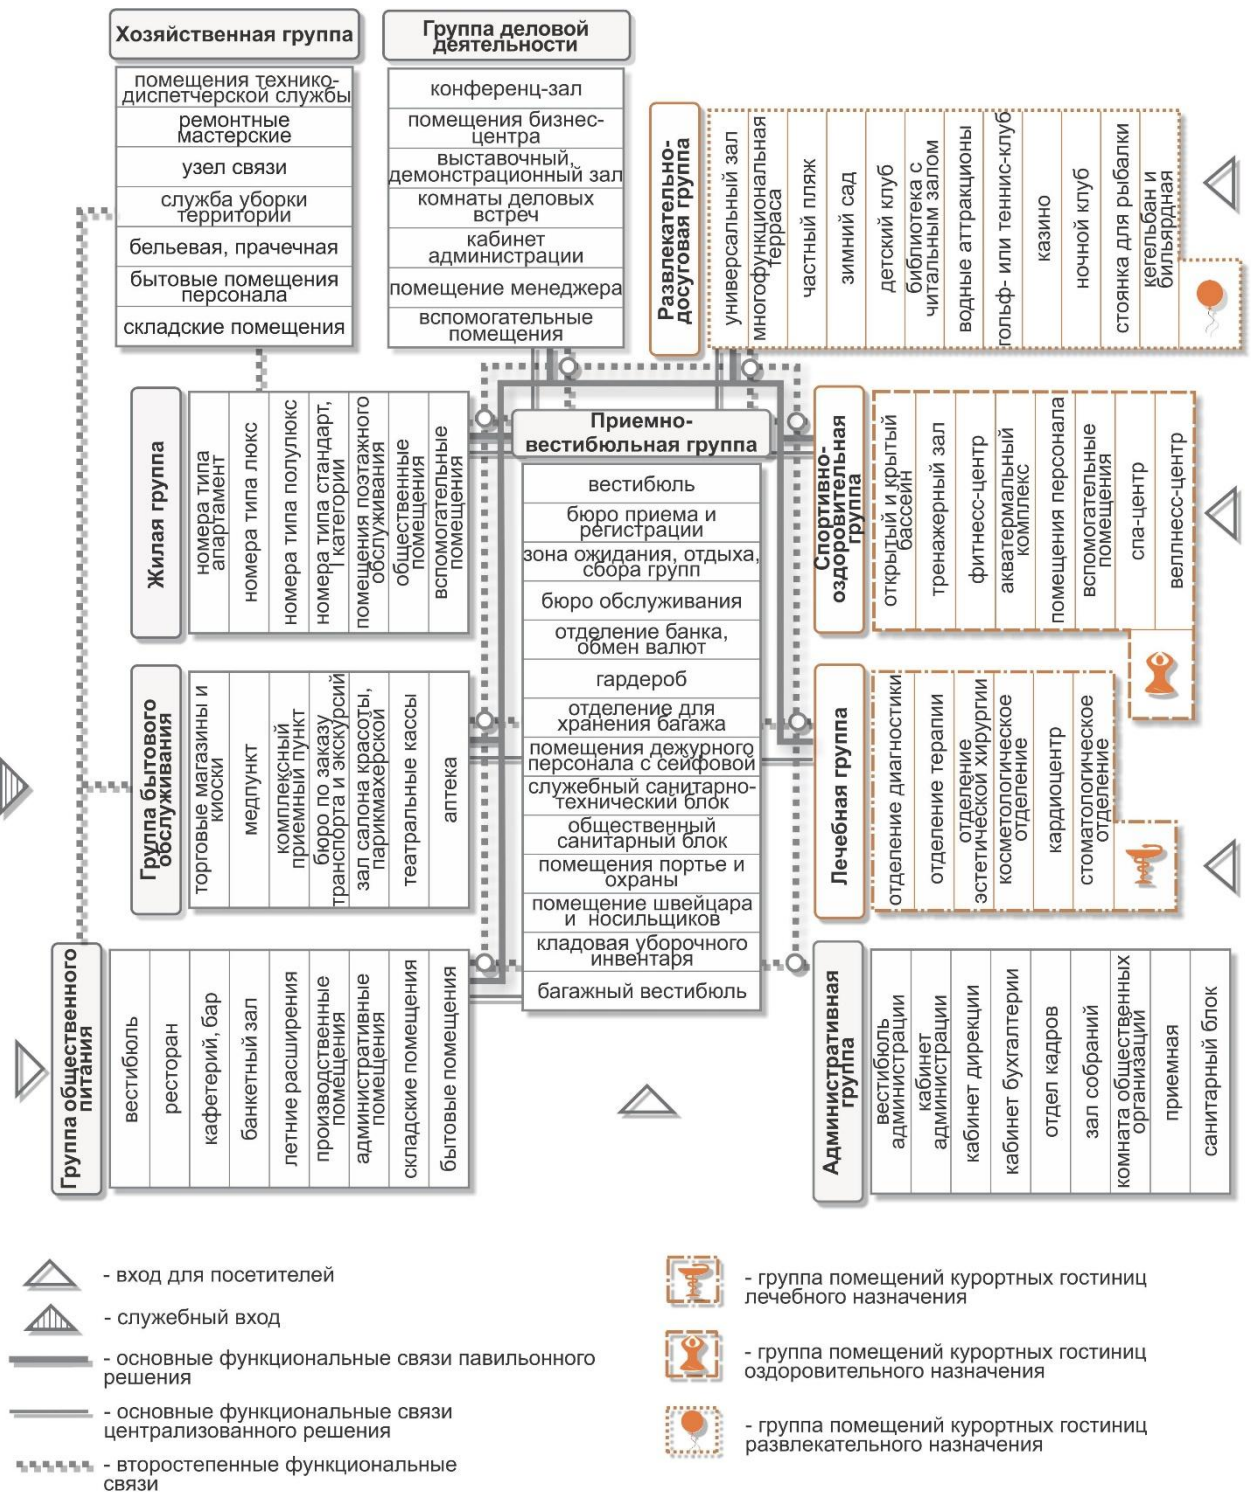 Хозяйственная группа
помещения технико-
диспетчерской службы
ремонтные
мастерские
узел связи
служба уборки
территории
бельевая, прачечная
бытовые помещения
персонала
складские помещения
Группа деловой
деятельности
конференц-зал
помещения бизнес-
центра
выставочный,
демонстрационный зал
комнаты деловых
встреч
кабинет
администрации
помещение менеджера
вспомогательные
помещения
Развлекательно-
досуговая группа
универсальный зал
многофункциональная
терраса
частный пляж
зимний сад
детский клуб
библиотека с
читальным залом
водные аттракционы
гольф- или теннис-клуб
казино
ночной клуб
стоянка для рыбалки
кегельбан и
бильярдная
Жилая группа
номера типа
апартамент
номера типа люкс
номера типа полулюкс
номера типа стандарт,
I категории
помещения поэтажного
обслуживания
общественные
помещения
вспомогательные
помещения
Приемно-
вестибюльная группа
вестибюль
бюро приема и
регистрации
зона ожидания, отдыха,
сбора групп
бюро обслуживания
отделение банка,
обмен валют
гардероб
отделение для
хранения багажа
помещения дежурного
персонала с сейфовой
служебный санитарно-
технический блок
общественный
санитарный блок
помещения портье и
охраны
помещение швейцара
и носильщиков
кладовая уборочного
инвентаря
багажный вестибюль
Спортивно-
оздоровительная
группа
открытый и крытый
бассейн
тренажерный зал
фитнесс-центр
акватермальный
комплекс
помещения персонала
вспомогательные
помещения
спа-центр
веллнесс-центр
Группа бытового
обслуживания
торговые магазины и
киоски
медпункт
комплексный
приемный пункт
бюро по заказу
транспорта и экскурсий
зал салона красоты,
парикмахерской
театральные кассы
аптека
Лечебная группа
отделение диагностики
отделение терапии
отделение
эстетической хирургии
косметологическое
отделение
кардиоцентр
стоматологическое
отделение
Группа общественного
питания
вестибюль
ресторан
кафетерий, бар
банкетный зал
летние расширения
производственные
помещения
административные
помещения
складские помещения
бытовые помещения
Административная
группа
вестибюль
администрации
кабинет
администрации
кабинет дирекции
кабинет бухгалтерии
отдел кадров
зал собраний
комната общественных
организаций
приемная
санитарный блок
- вход для посетителей
- служебный вход
- основные функциональные связи павильонного
решения
- основные функциональные связи
централизованного решения
- второстепенные функциональные
связи
- группа помещений курортных гостиниц
лечебного назначения
- группа помещений курортных гостиниц
оздоровительного назначения
- группа помещений курортных гостиниц
развлекательного назначения